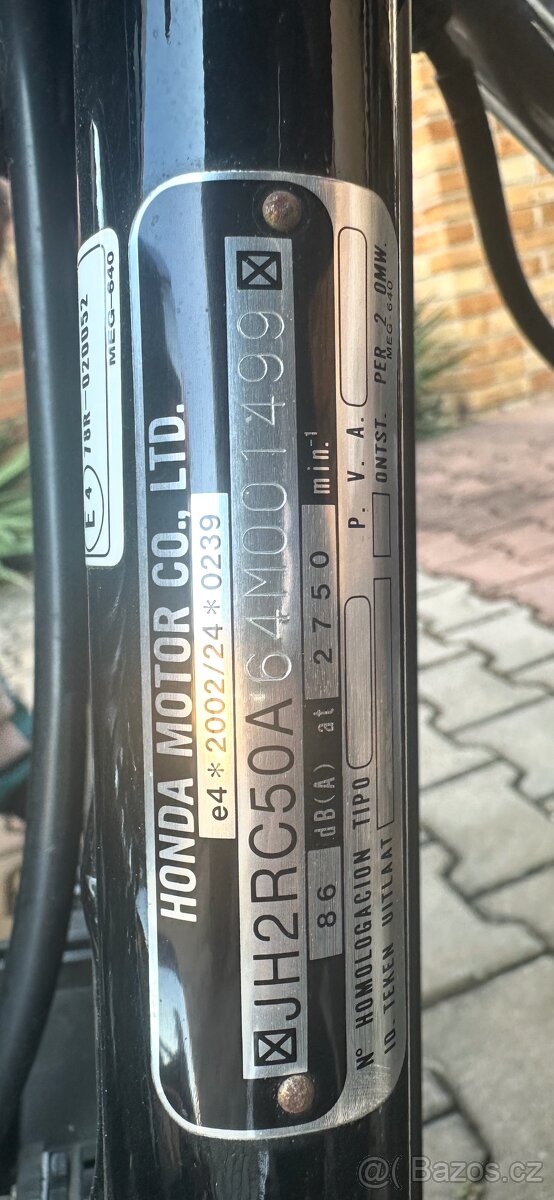 E4 78R-020052
MEG-640
HONDA MOTOR CO., LTD.
e4*2002/24*0239
JH2RC50A64M001499
86 dB(A) at 2750 min.-1
Nº HOMOLOGACION TIPO P. V. A.
ID.-TEKEN UITLAAT ONTST. PER 2 OMW.
MEG-640
@Bazos.cz